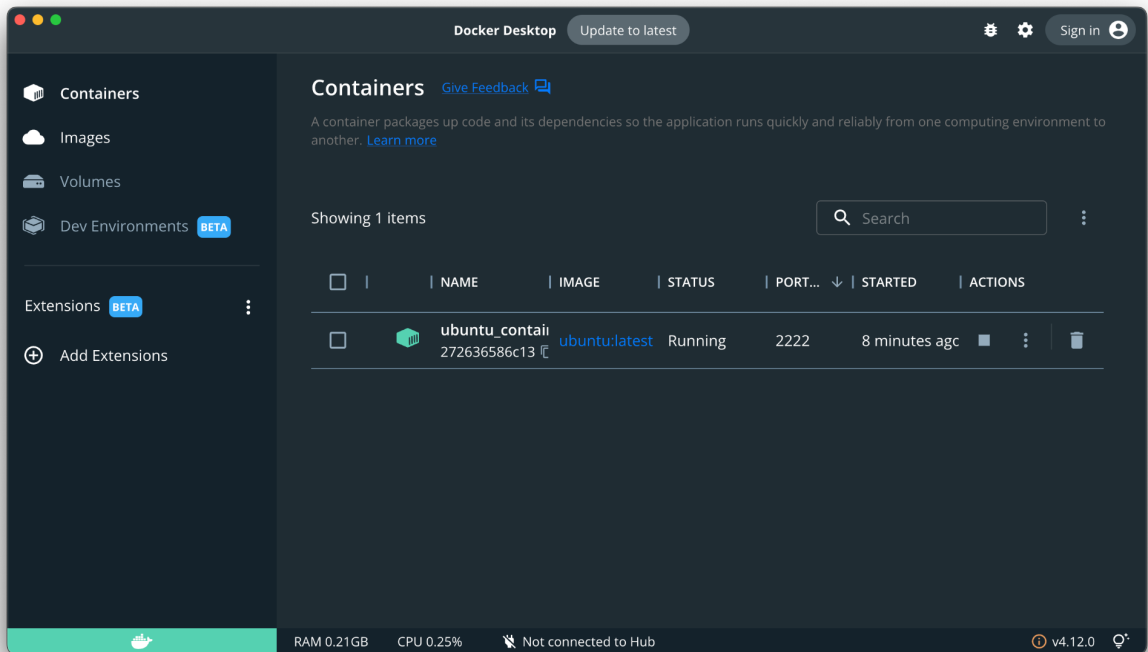 Docker Desktop Update to latest Sign in
Containers
Images
Volumes
Dev Environments BETA
Extensions BETA
Add Extensions
Containers Give Feedback
A container packages up code and its dependencies so the application runs quickly and reliably from one computing environment to
another. Learn more
Showing 1 items Search
NAME IMAGE STATUS PORT... STARTED ACTIONS
ubuntu_contai
272636586c13 ubuntu:latest Running 2222 8 minutes agc
RAM 0.21GB CPU 0.25% Not connected to Hub v4.12.0